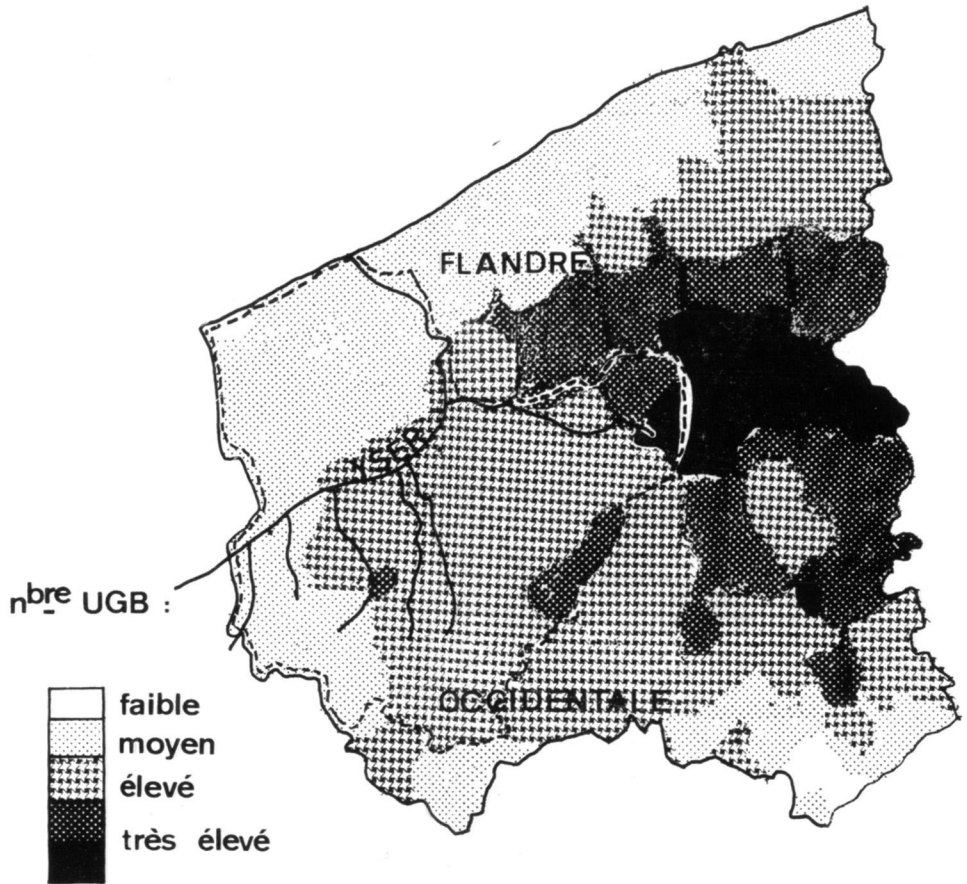 FLANDRE
YSER
nbre UGB :
OCCIDENTALE
faible
moyen
élevé
très élevé